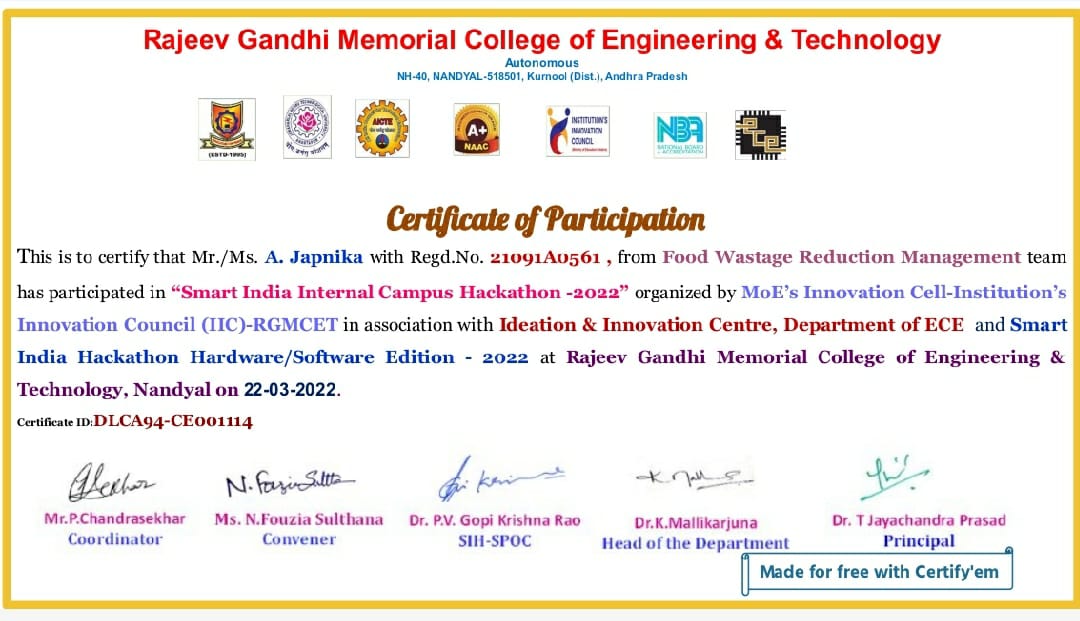 Rajeev Gandhi Memorial College of Engineering & Technology
Autonomous
NH-40, NANDYAL-518501, Kurnool (Dist.), Andhra Pradesh
(ESTD-1995)
AICTE
A+
NAAC
INSTITUTION'S
INNOVATION
COUNCIL
NBA
NATIONAL BOARD
ece
Certificate of Participation
This is to certify that Mr./Ms. A. Japnika with Regd.No. 21091A0561 , from Food Wastage Reduction Management team
has participated in “Smart India Internal Campus Hackathon -2022” organized by MoE’s Innovation Cell-Institution’s
Innovation Council (IIC)-RGMCET in association with Ideation & Innovation Centre, Department of ECE and Smart
India Hackathon Hardware/Software Edition - 2022 at Rajeev Gandhi Memorial College of Engineering &
Technology, Nandyal on 22-03-2022.
Certificate ID:DLCA94-CE001114
N. Fouzia Sultha
Mr.P.Chandrasekhar Ms. N.Fouzia Sulthana Dr. P.V. Gopi Krishna Rao Dr.K.Mallikarjuna Dr. T Jayachandra Prasad
Coordinator Convener SIH-SPOC Head of the Department Principal
Made for free with Certify'em